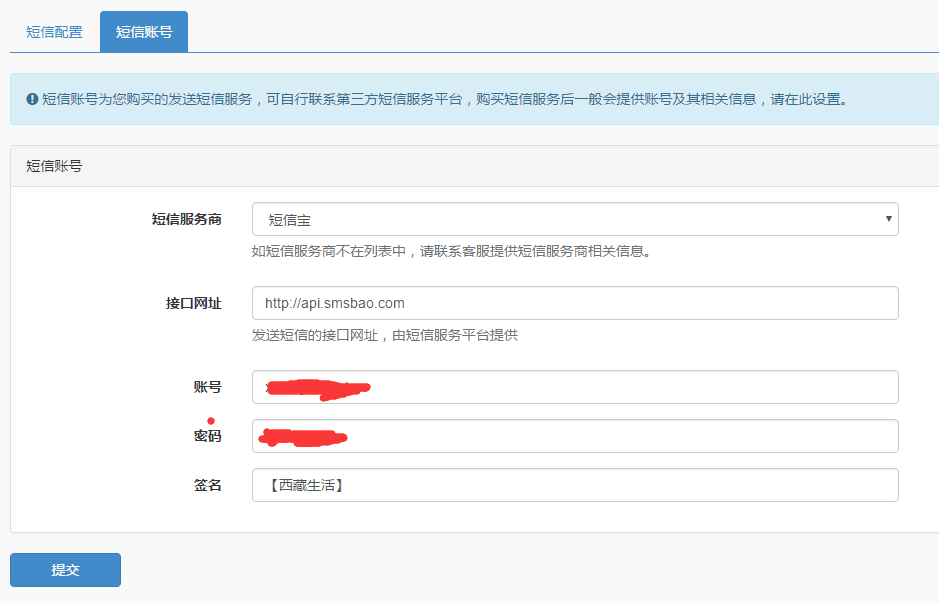 短信配置
短信账号
短信账号为您购买的发送短信服务，可自行联系第三方短信服务平台，购买短信服务后一般会提供账号及其相关信息，请在此设置。
短信账号
短信服务商
短信宝
如短信服务商不在列表中，请联系客服提供短信服务商相关信息。
接口网址
http://api.smsbao.com
发送短信的接口网址，由短信服务平台提供
账号
密码
签名
【西藏生活】
提交